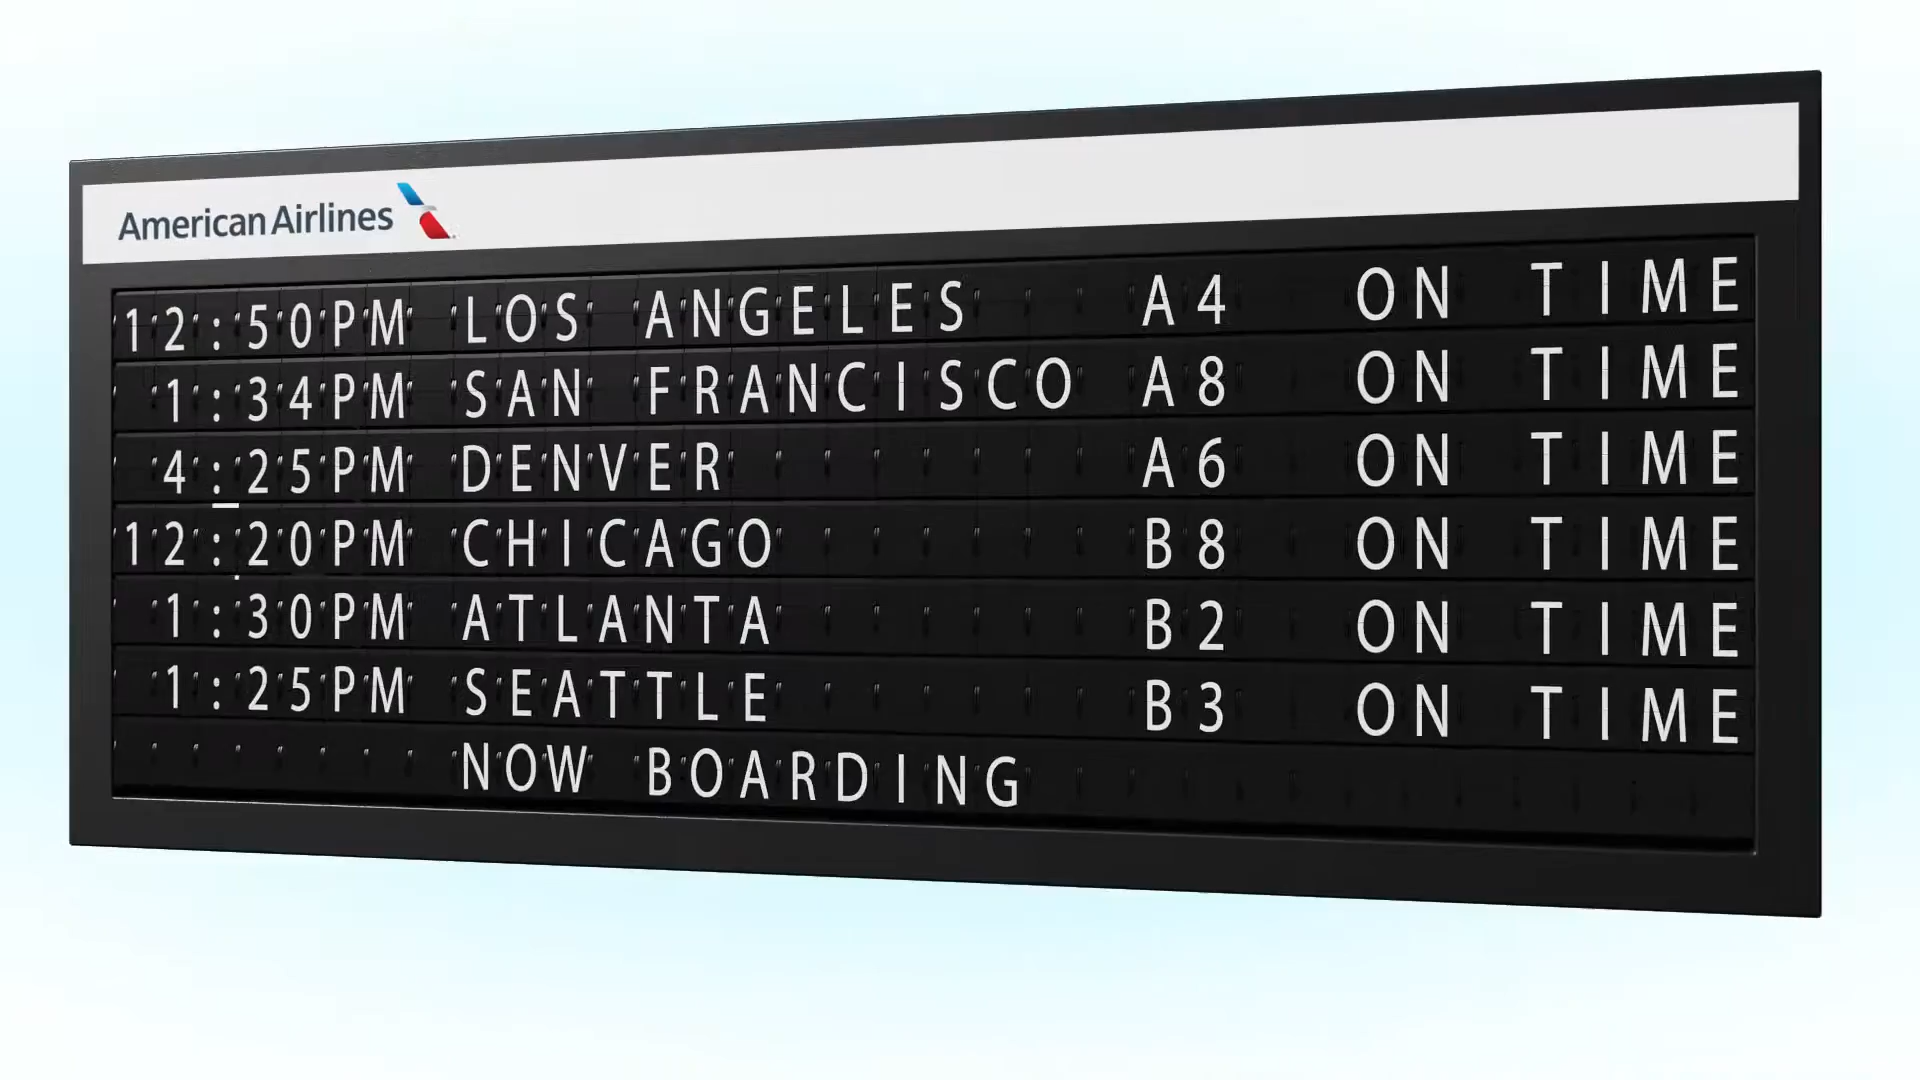 American Airlines
12:50PM LOS ANGELES A4 ON TIME
1:34PM SAN FRANCISCO A8 ON TIME
4:25PM DENVER A6 ON TIME
12:20PM CHICAGO B8 ON TIME
1:30PM ATLANTA B2 ON TIME
1:25PM SEATTLE B3 ON TIME
NOW BOARDING